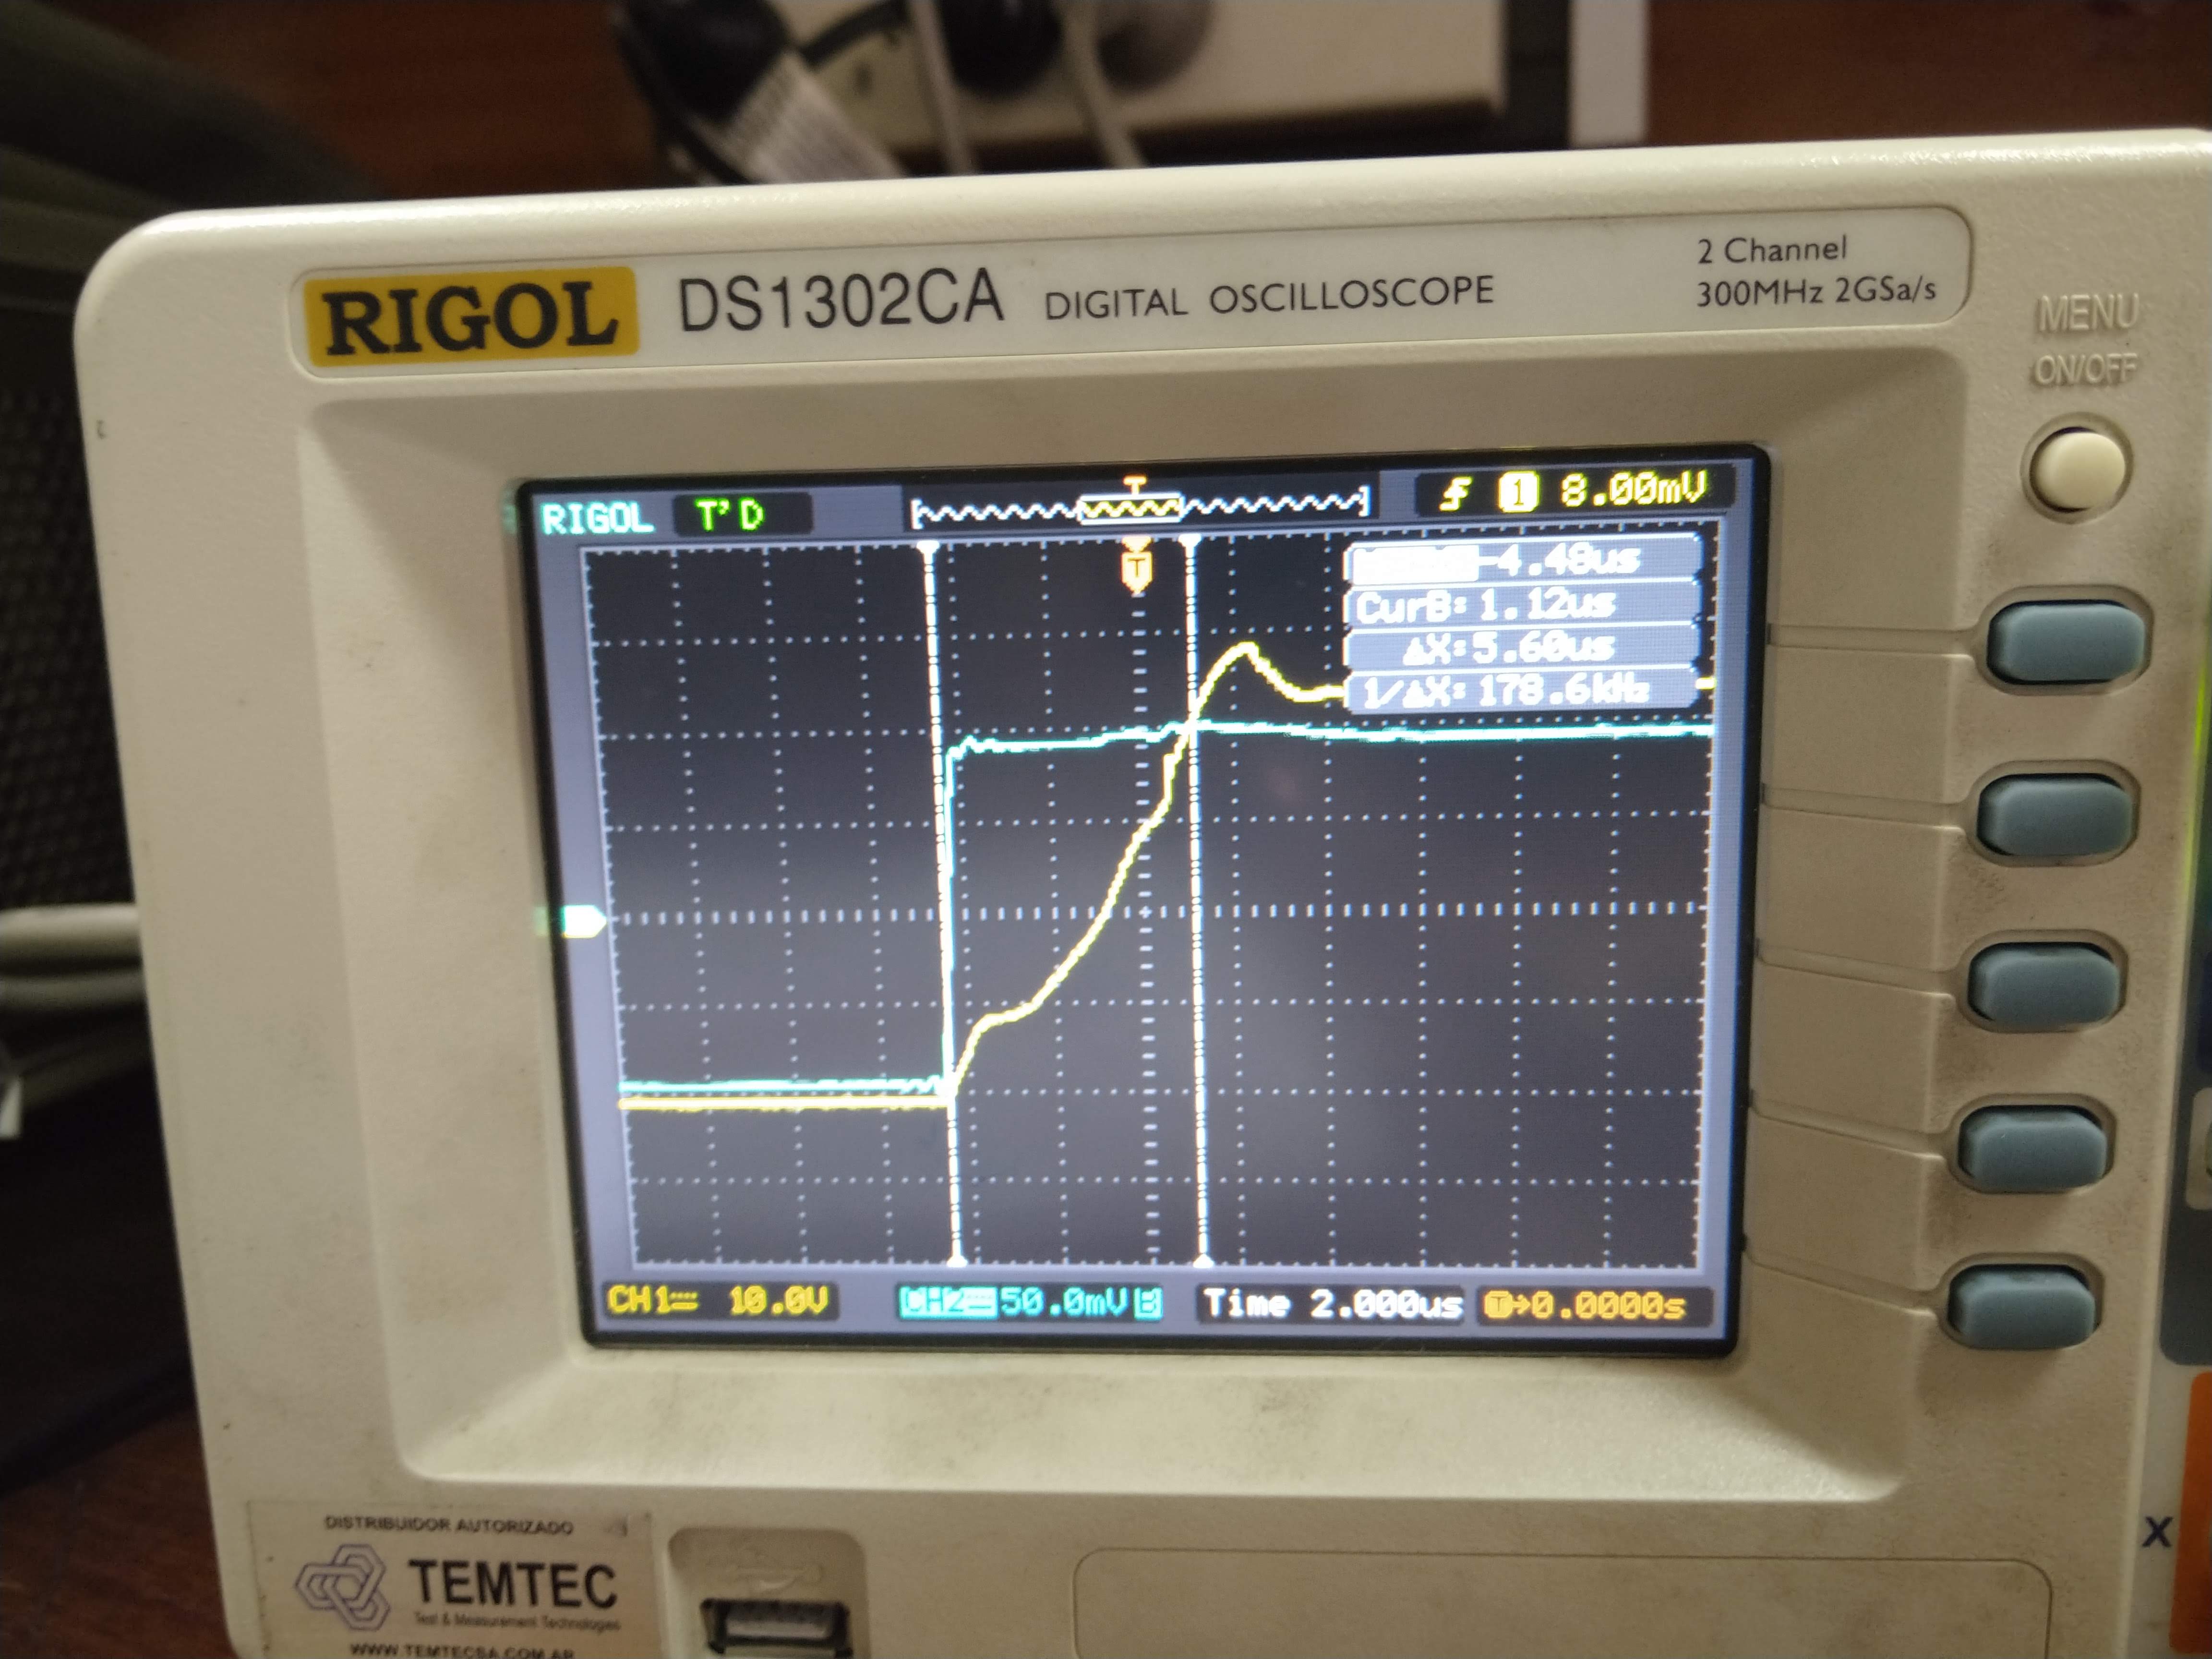 RIGOL DS1302CA DIGITAL OSCILLOSCOPE
2 Channel
300MHz 2GSa/s
MENU
ON/OFF
RIGOL T'D T 1 8.00mV
T
-4.48us
CurB: 1.12us
ΔX: 5.60us
1/ΔX: 178.6kHz
CH1 10.0V CH2 50.0mV B Time 2.000us T→0.0000s
DISTRIBUIDOR AUTORIZADO
TEMTEC
Test & Measurement Technologies
WWW.TEMTECSA.COM.AR
X